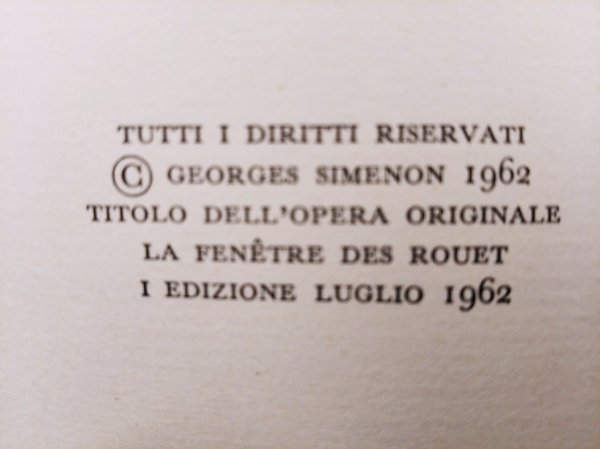 TUTTI I DIRITTI RISERVATI
© GEORGES SIMENON 1962
TITOLO DELL'OPERA ORIGINALE
LA FENÊTRE DES ROUET
I EDIZIONE LUGLIO 1962